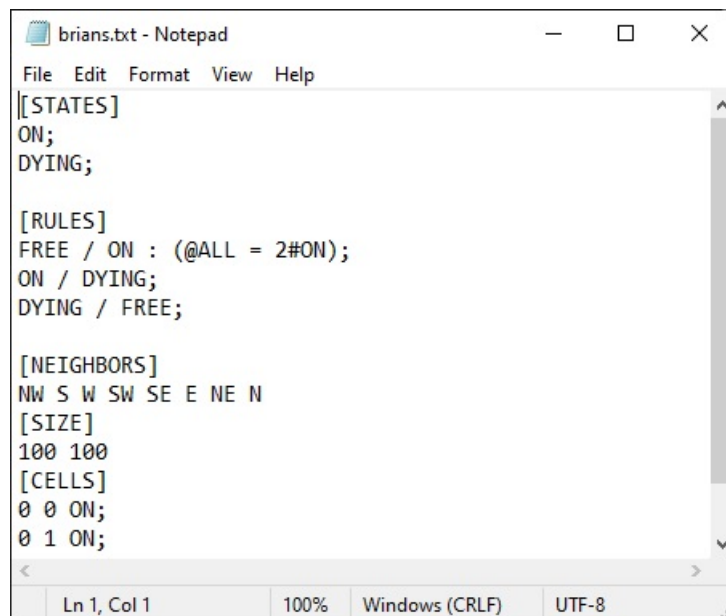 brians.txt - Notepad
File Edit Format View Help
[STATES]
ON;
DYING;
[RULES]
FREE / ON : (@ALL = 2#ON);
ON / DYING;
DYING / FREE;
[NEIGHBORS]
NW S W SW SE E NE N
[SIZE]
100 100
[CELLS]
0 0 ON;
0 1 ON;
Ln 1, Col 1 100% Windows (CRLF) UTF-8